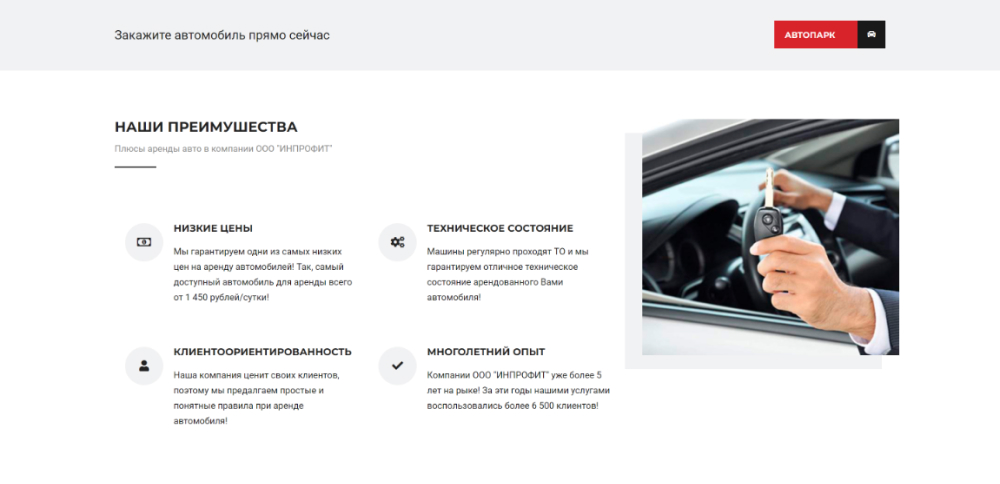 Закажите автомобиль прямо сейчас
АВТОПАРК
НАШИ ПРЕИМУШЕСТВА
Плюсы аренды авто в компании ООО "ИНПРОФИТ"
НИЗКИЕ ЦЕНЫ
Мы гарантируем одни из самых низких
цен на аренду автомобилей! Так, самый
доступный автомобиль для аренды всего
от 1 450 рублей/сутки!
ТЕХНИЧЕСКОЕ СОСТОЯНИЕ
Машины регулярно проходят ТО и мы
гарантируем отличное техническое
состояние арендованного Вами
автомобиля!
КЛИЕНТООРИЕНТИРОВАННОСТЬ
Наша компания ценит своих клиентов,
поэтому мы предалгаем простые и
понятные правила при аренде
автомобиля!
МНОГОЛЕТНИЙ ОПЫТ
Компании ООО "ИНПРОФИТ" уже более 5
лет на рыке! За эти годы нашими услугами
воспользовались более 6 500 клиентов!